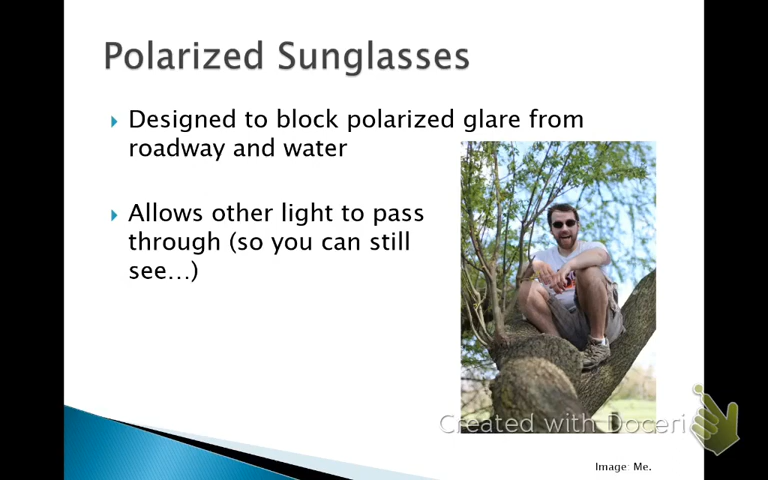 Polarized Sunglasses
Designed to block polarized glare from
roadway and water
Allows other light to pass
through (so you can still
see…)
Created with Doceri
Image: Me.